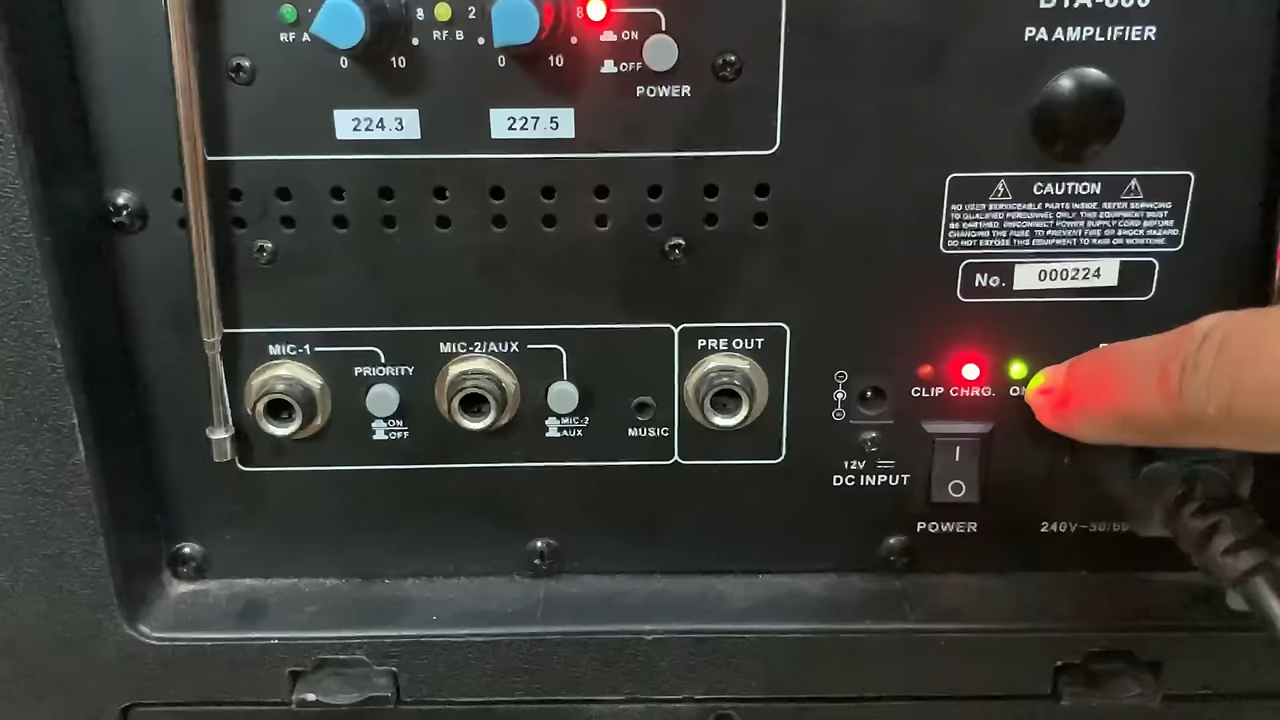 PA AMPLIFIER
8
2
8
RF A
RF. B
ON
OFF
0
10
0
10
POWER
224.3
227.5
CAUTION
NO USER SERVICEABLE PARTS INSIDE. REFER SERVICING
TO QUALIFIED PERSONNEL ONLY. THIS EQUIPMENT MUST
BE EARTHED. DISCONNECT POWER SUPPLY CORD BEFORE
CHANGING THE FUSE TO PREVENT FIRE OR SHOCK HAZARD.
DO NOT EXPOSE THIS EQUIPMENT TO RAIN OR MOISTURE.
No. 000224
MIC-1
PRIORITY
ON
OFF
MIC-2/AUX
MIC-2
AUX
MUSIC
PRE OUT
CLIP CHRG. ON
12V
DC INPUT
I
O
POWER
240V~50/60